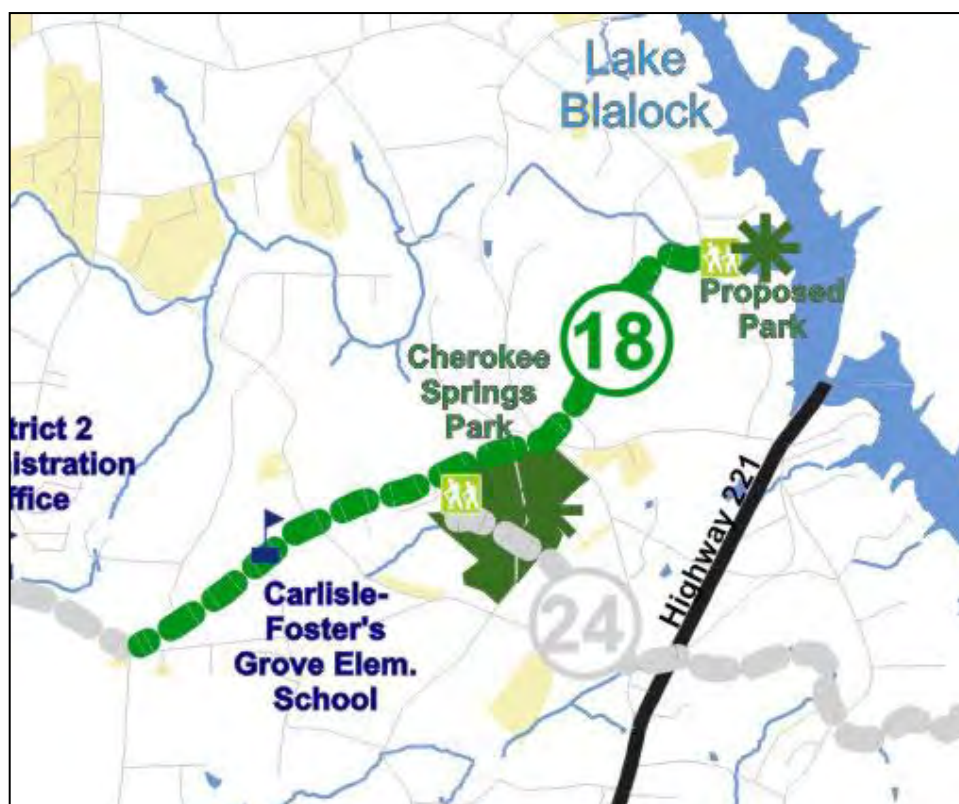 Lake
Blalock
Proposed
Park
18
Cherokee
Springs
Park
trict 2
istration
ffice
Highway 221
Carlisle-
Foster's
Grove Elem.
School
24